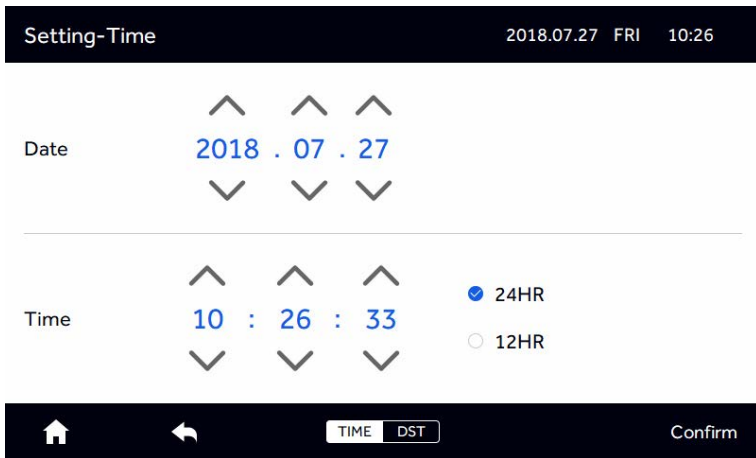 Setting-Time 2018.07.27 FRI 10:26
Date 2018 . 07 . 27
24HR
Time 10 : 26 : 33
12HR
TIME DST Confirm